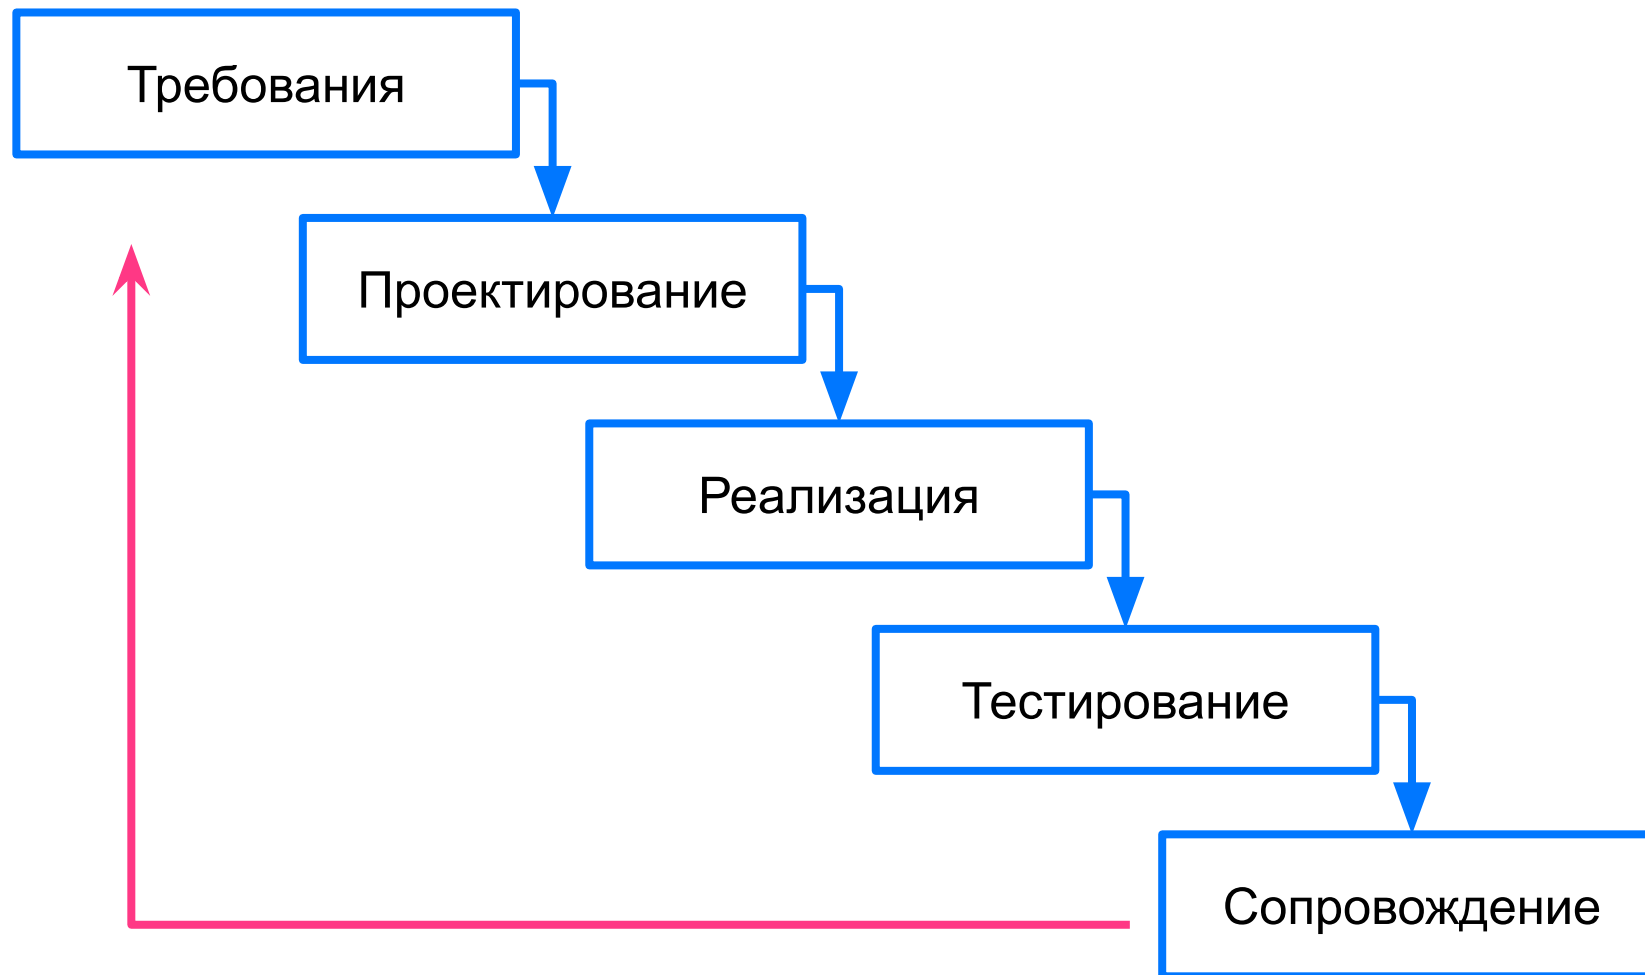 Требования
Проектирование
Реализация
Тестирование
Сопровождение